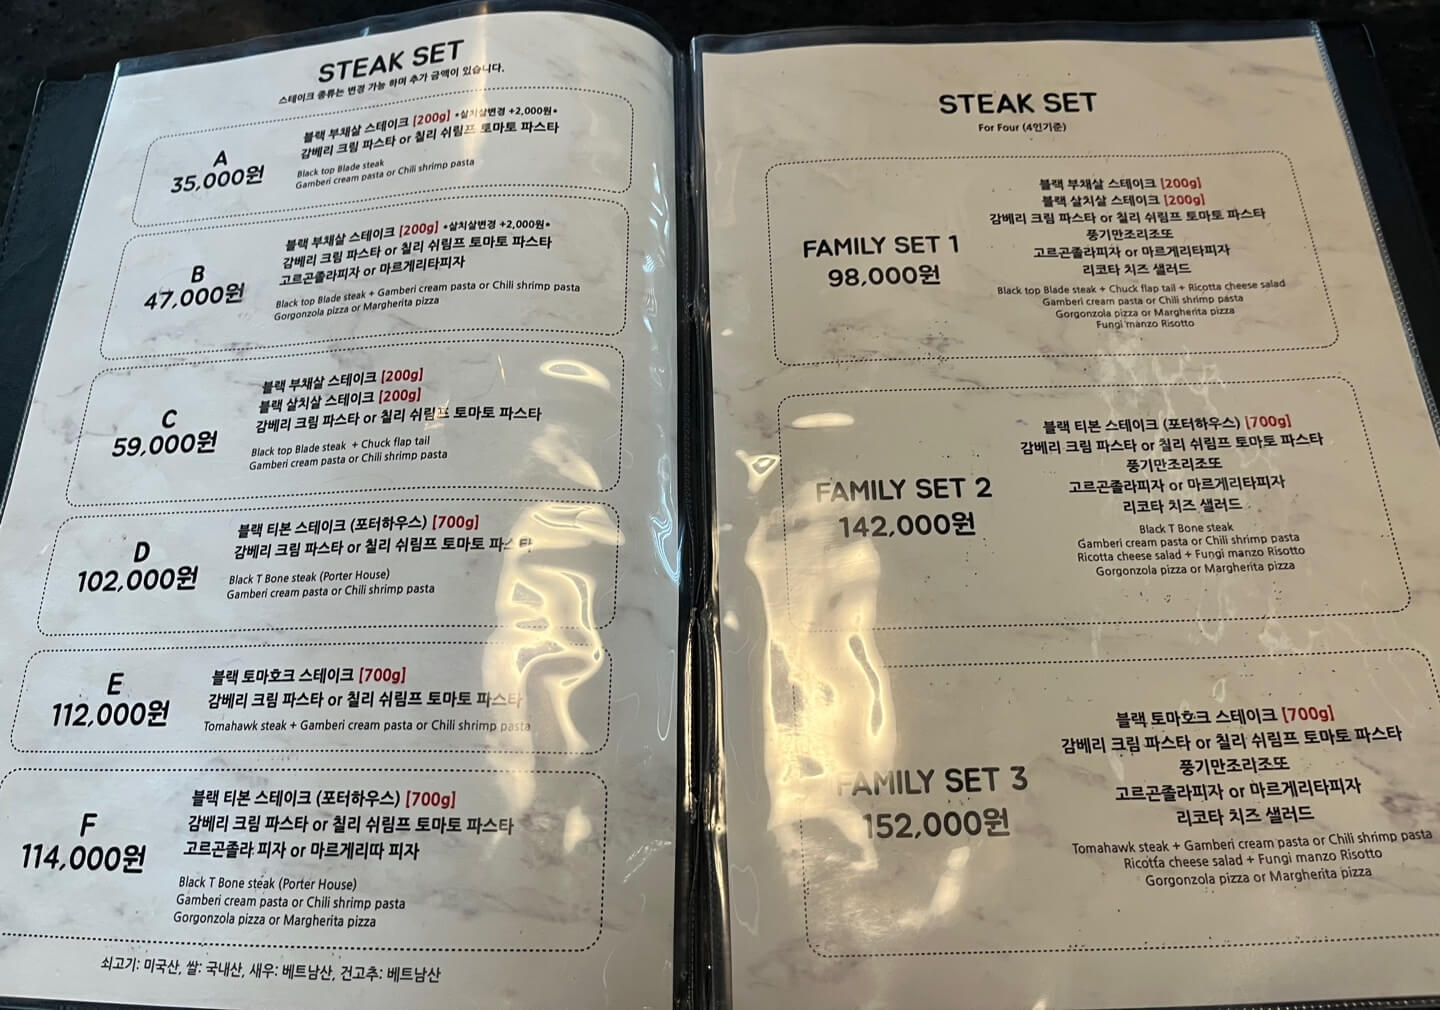 STEAK SET
스테이크 종류는 변경 가능 하며 추가 금액이 있습니다.
A
35,000원
블랙 부채살 스테이크 [200g] *살치살변경 +2,000원*
감베리 크림 파스타 or 칠리 쉬림프 토마토 파스타
Black top Blade steak
Gamberi cream pasta or Chili shrimp pasta
B
47,000원
블랙 부채살 스테이크 [200g] *살치살변경 +2,000원*
감베리 크림 파스타 or 칠리 쉬림프 토마토 파스타
고르곤졸라피자 or 마르게리타피자
Black top Blade steak + Gamberi cream pasta or Chili shrimp pasta
Gorgonzola pizza or Margherita pizza
C
59,000원
블랙 부채살 스테이크 [200g]
블랙 살치살 스테이크 [200g]
감베리 크림 파스타 or 칠리 쉬림프 토마토 파스타
Black top Blade steak + Chuck flap tail
Gamberi cream pasta or Chili shrimp pasta
D
102,000원
블랙 티본 스테이크 (포터하우스) [700g]
감베리 크림 파스타 or 칠리 쉬림프 토마토 파스타
Black T Bone steak (Porter House)
Gamberi cream pasta or Chili shrimp pasta
E
112,000원
블랙 토마호크 스테이크 [700g]
감베리 크림 파스타 or 칠리 쉬림프 토마토 파스타
Tomahawk steak + Gamberi cream pasta or Chili shrimp pasta
F
114,000원
블랙 티본 스테이크 (포터하우스) [700g]
감베리 크림 파스타 or 칠리 쉬림프 토마토 파스타
고르곤졸라 피자 or 마르게리따 피자
Black T Bone steak (Porter House)
Gamberi cream pasta or Chili shrimp pasta
Gorgonzola pizza or Margherita pizza
쇠고기: 미국산, 쌀: 국내산, 새우: 베트남산, 건고추: 베트남산
STEAK SET
For Four (4인기준)
FAMILY SET 1
98,000원
블랙 부채살 스테이크 [200g]
블랙 살치살 스테이크 [200g]
감베리 크림 파스타 or 칠리 쉬림프 토마토 파스타
풍기만조리조또
고르곤졸라피자 or 마르게리타피자
리코타 치즈 샐러드
Black top Blade steak + Chuck flap tail + Ricotta cheese salad
Gamberi cream pasta or Chili shrimp pasta
Gorgonzola pizza or Margherita pizza
Fungi manzo Risotto
FAMILY SET 2
142,000원
블랙 티본 스테이크 (포터하우스) [700g]
감베리 크림 파스타 or 칠리 쉬림프 토마토 파스타
풍기만조리조또
고르곤졸라피자 or 마르게리타피자
리코타 치즈 샐러드
Black T Bone steak
Gamberi cream pasta or Chili shrimp pasta
Ricotta cheese salad + Fungi manzo Risotto
Gorgonzola pizza or Margherita pizza
FAMILY SET 3
152,000원
블랙 토마호크 스테이크 [700g]
감베리 크림 파스타 or 칠리 쉬림프 토마토 파스타
풍기만조리조또
고르곤졸라피자 or 마르게리타피자
리코타 치즈 샐러드
Tomahawk steak + Gamberi cream pasta or Chili shrimp pasta
Ricotta cheese salad + Fungi manzo Risotto
Gorgonzola pizza or Margherita pizza